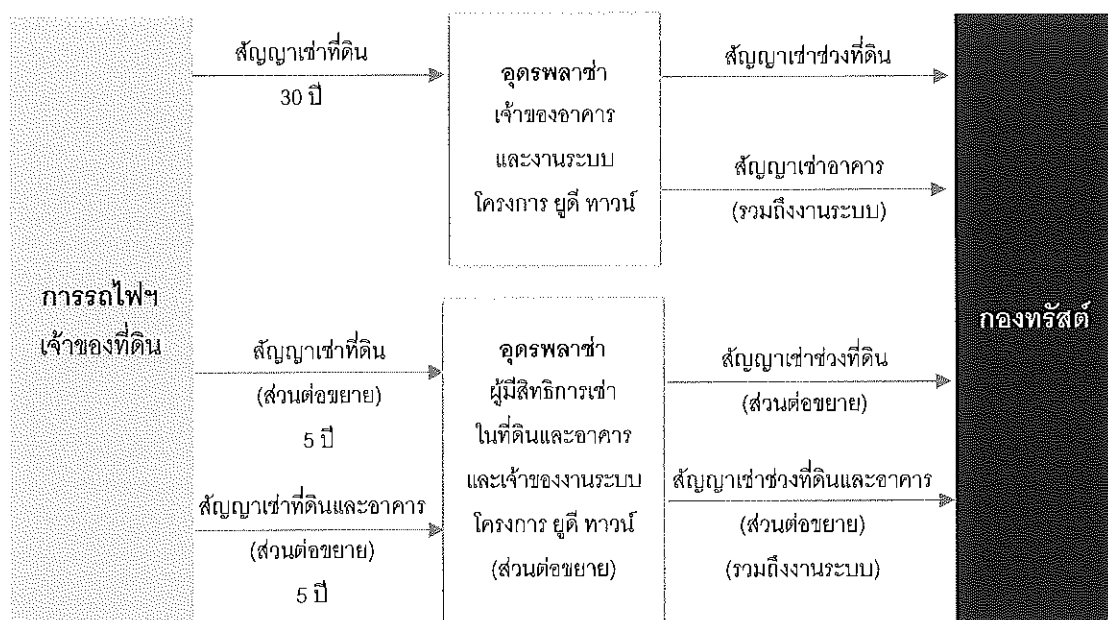 การรถไฟฯ
เจ้าของที่ดิน
สัญญาเช่าที่ดิน
30 ปี
อุดรพลาซ่า
เจ้าของอาคาร
และงานระบบ
โครงการ ยูดี ทาวน์
สัญญาเช่าช่วงที่ดิน
สัญญาเช่าอาคาร
(รวมถึงงานระบบ)
สัญญาเช่าที่ดิน
(ส่วนต่อขยาย)
5 ปี
สัญญาเช่าที่ดินและอาคาร
(ส่วนต่อขยาย)
5 ปี
อุดรพลาซ่า
ผู้มีสิทธิการเช่า
ในที่ดินและอาคาร
และเจ้าของงานระบบ
โครงการ ยูดี ทาวน์
(ส่วนต่อขยาย)
สัญญาเช่าช่วงที่ดิน
(ส่วนต่อขยาย)
สัญญาเช่าช่วงที่ดินและอาคาร
(ส่วนต่อขยาย)
(รวมถึงงานระบบ)
กองทรัสต์